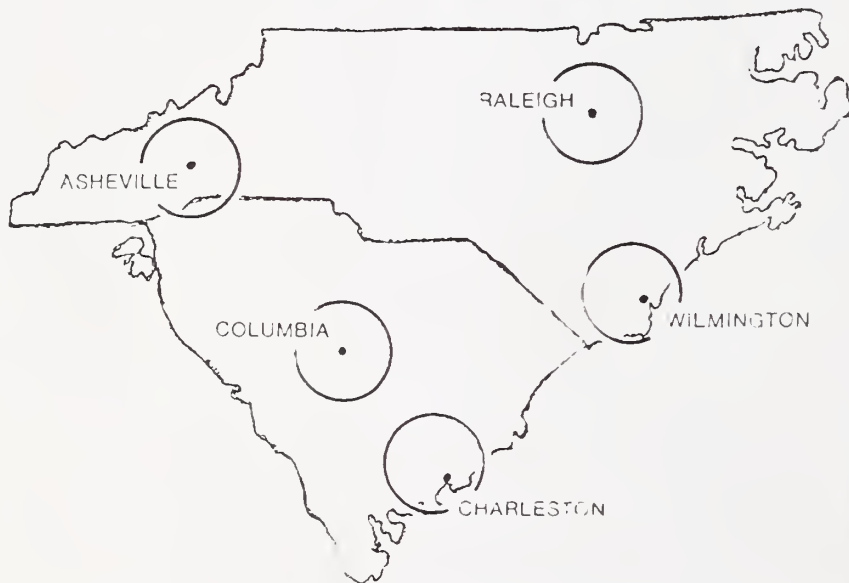 RALEIGH
ASHEVILLE
WILMINGTON
COLUMBIA
CHARLESTON